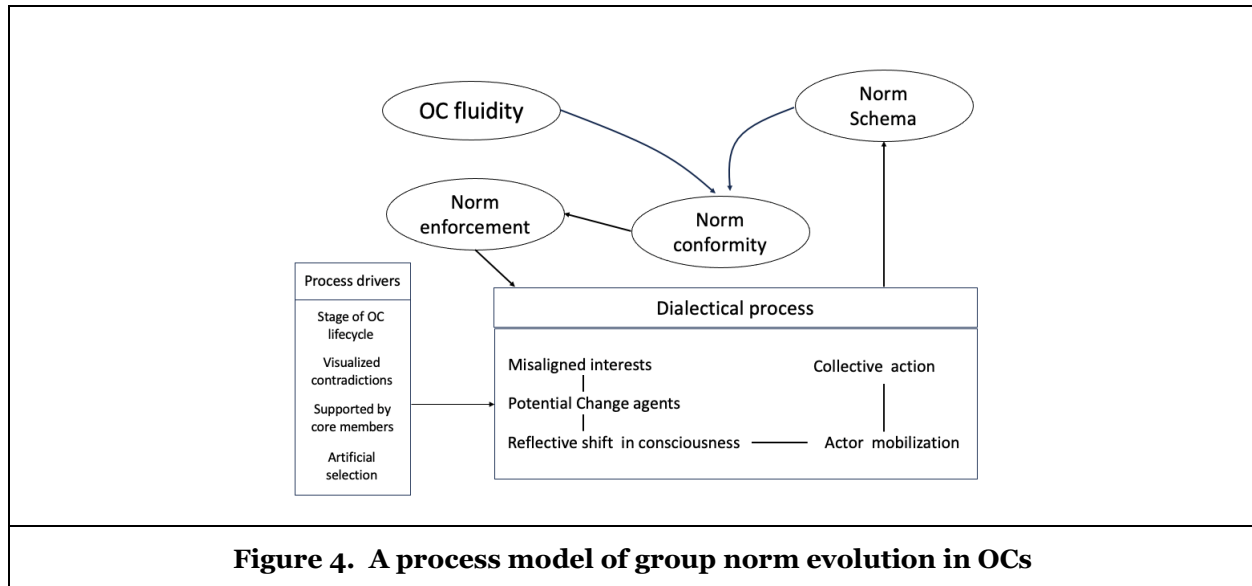 OC fluidity
Norm
Schema
Norm
enforcement
Norm
conformity
Process drivers
Stage of OC
lifecycle
Visualized
contradictions
Supported by
core members
Artificial
selection
Dialectical process
Misaligned interests
Potential Change agents
Reflective shift in consciousness
Collective action
Actor mobilization
Figure 4. A process model of group norm evolution in OCs